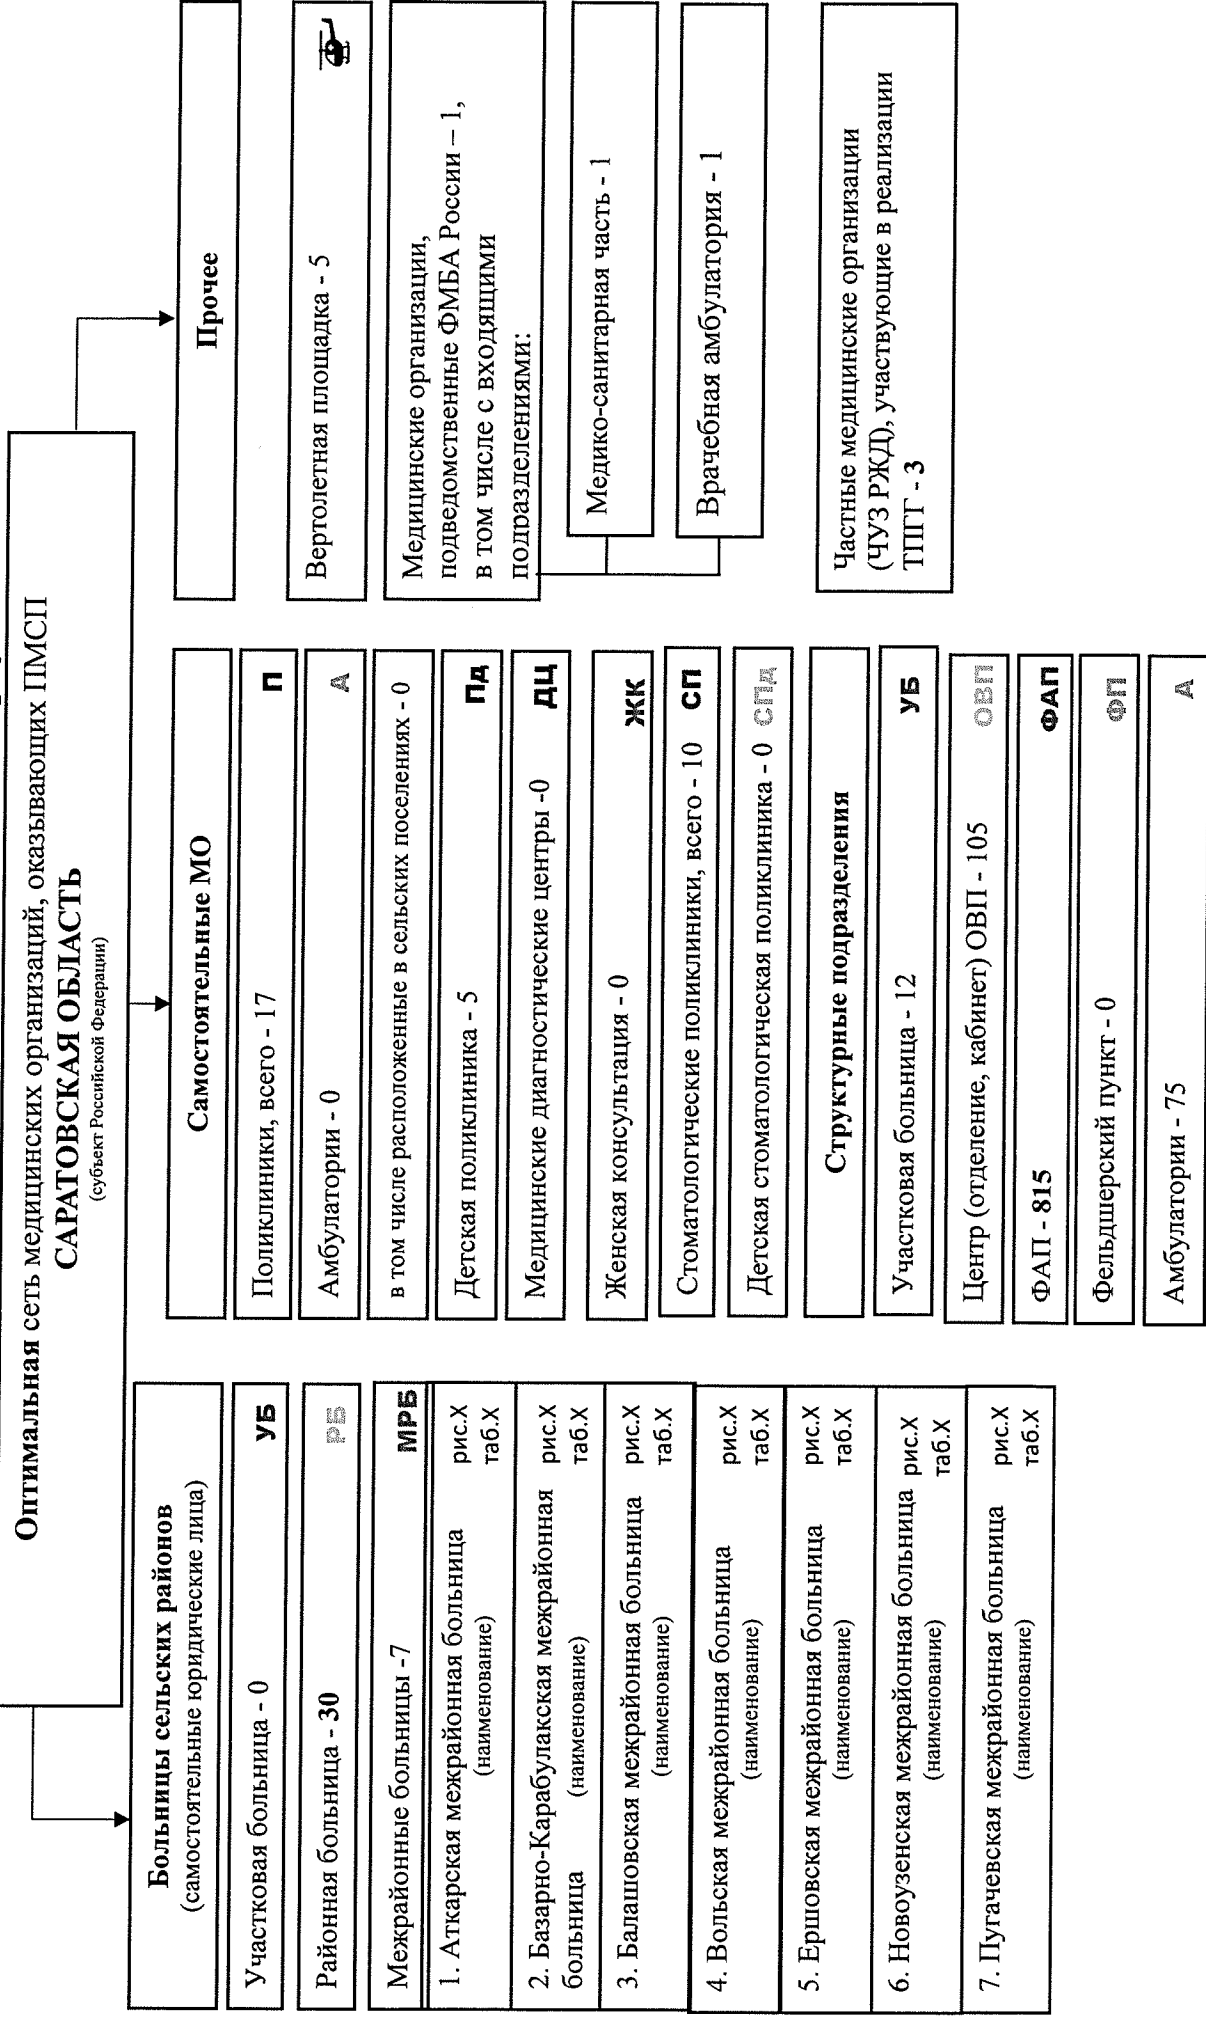 Оптимальная сеть медицинских организаций, оказывающих ПМСП
САРАТОВСКАЯ ОБЛАСТЬ
(субъект Российской Федерации)
Больницы сельских районов
(самостоятельные юридические лица)
Участковая больница - 0 УБ
Районная больница - 30 РБ
Межрайонные больницы -7 МРБ
1. Аткарская межрайонная больница рис.Х
(наименование) таб.Х
2. Базарно-Карабулакская межрайонная рис.Х
больница (наименование) таб.Х
3. Балашовская межрайонная больница рис.Х
(наименование) таб.Х
4. Вольская межрайонная больница рис.Х
(наименование) таб.Х
5. Ершовская межрайонная больница рис.Х
(наименование) таб.Х
6. Новоузенская межрайонная больница рис.Х
(наименование) таб.Х
7. Пугачевская межрайонная больница рис.Х
(наименование) таб.Х
Самостоятельные МО
Поликлиники, всего - 17 П
Амбулатории - 0 А
в том числе расположенные в сельских поселениях - 0
Детская поликлиника - 5 Пд
Медицинские диагностические центры -0 ДЦ
Женская консультация - 0 ЖК
Стоматологические поликлиники, всего - 10 СП
Детская стоматологическая поликлиника - 0 СПд
Структурные подразделения
Участковая больница - 12 УБ
Центр (отделение, кабинет) ОВП - 105 ОВП
ФАП - 815 ФАП
Фельдшерский пункт - 0 ФП
Амбулатории - 75 А
Прочее
Вертолетная площадка - 5
Медицинские организации,
подведомственные ФМБА России – 1,
в том числе с входящими
подразделениями:
Медико-санитарная часть - 1
Врачебная амбулатория - 1
Частные медицинские организации
(ЧУЗ РЖД), участвующие в реализации
ТПГГ - 3